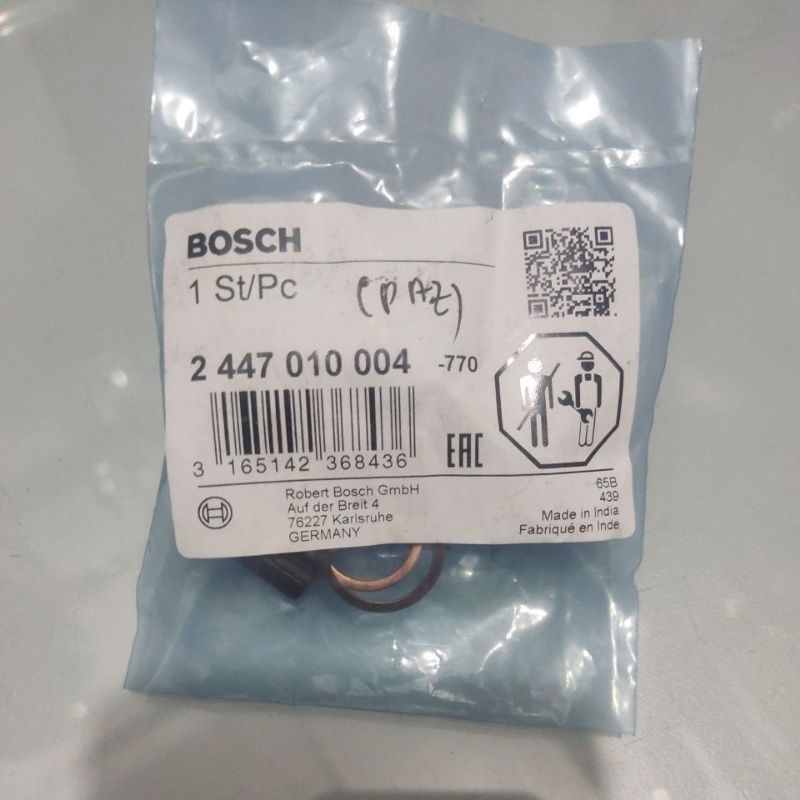 BOSCH
1 St/Pc
(PAZ)
2 447 010 004 -770
3 165142 368436
EAC
Robert Bosch GmbH
Auf der Breit 4
76227 Karlsruhe
GERMANY
65B
439
Made in India
Fabriqué en Inde